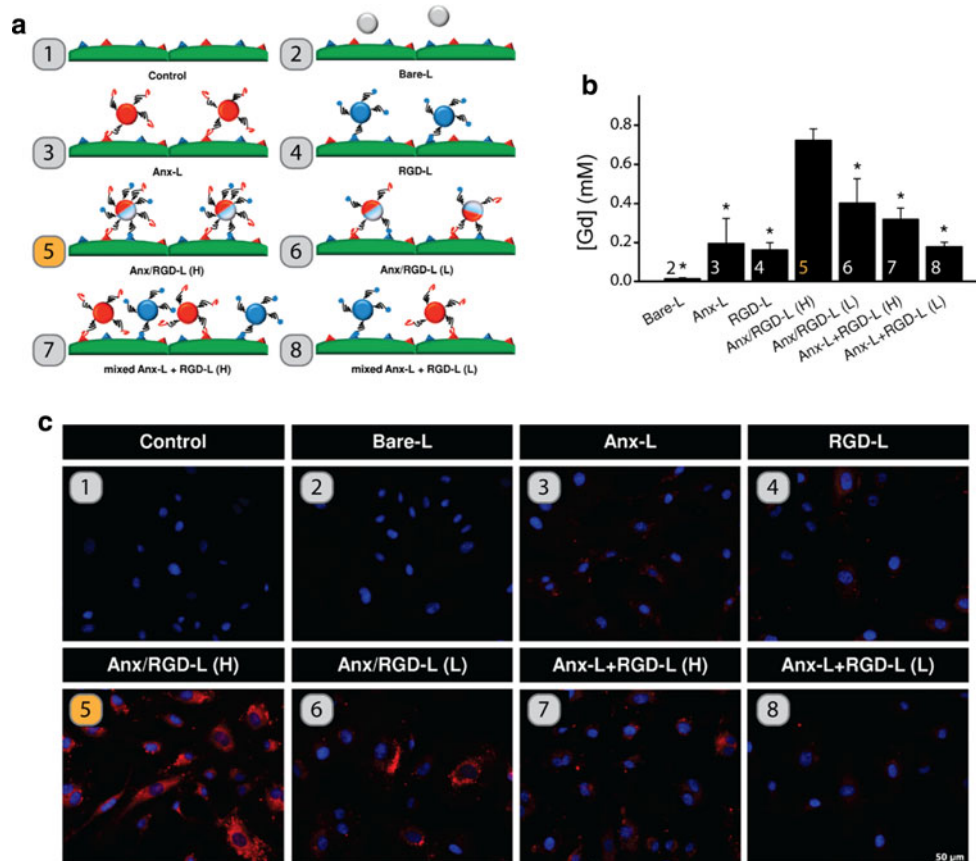 a
1
Control
2
Bare-L
3
Anx-L
4
RGD-L
5
Anx/RGD-L (H)
6
Anx/RGD-L (L)
7
mixed Anx-L + RGD-L (H)
8
mixed Anx-L + RGD-L (L)
b
[Gd] (mM)
0.8
0.6
0.4
0.2
0.0
2 *
3 *
4 *
5
6 *
7 *
8 *
Bare-L
Anx-L
RGD-L
Anx/RGD-L (H)
Anx/RGD-L (L)
Anx-L+RGD-L (H)
Anx-L+RGD-L (L)
c
Control
Bare-L
Anx-L
RGD-L
1
2
3
4
Anx/RGD-L (H)
Anx/RGD-L (L)
Anx-L+RGD-L (H)
Anx-L+RGD-L (L)
5
6
7
8
50 µm